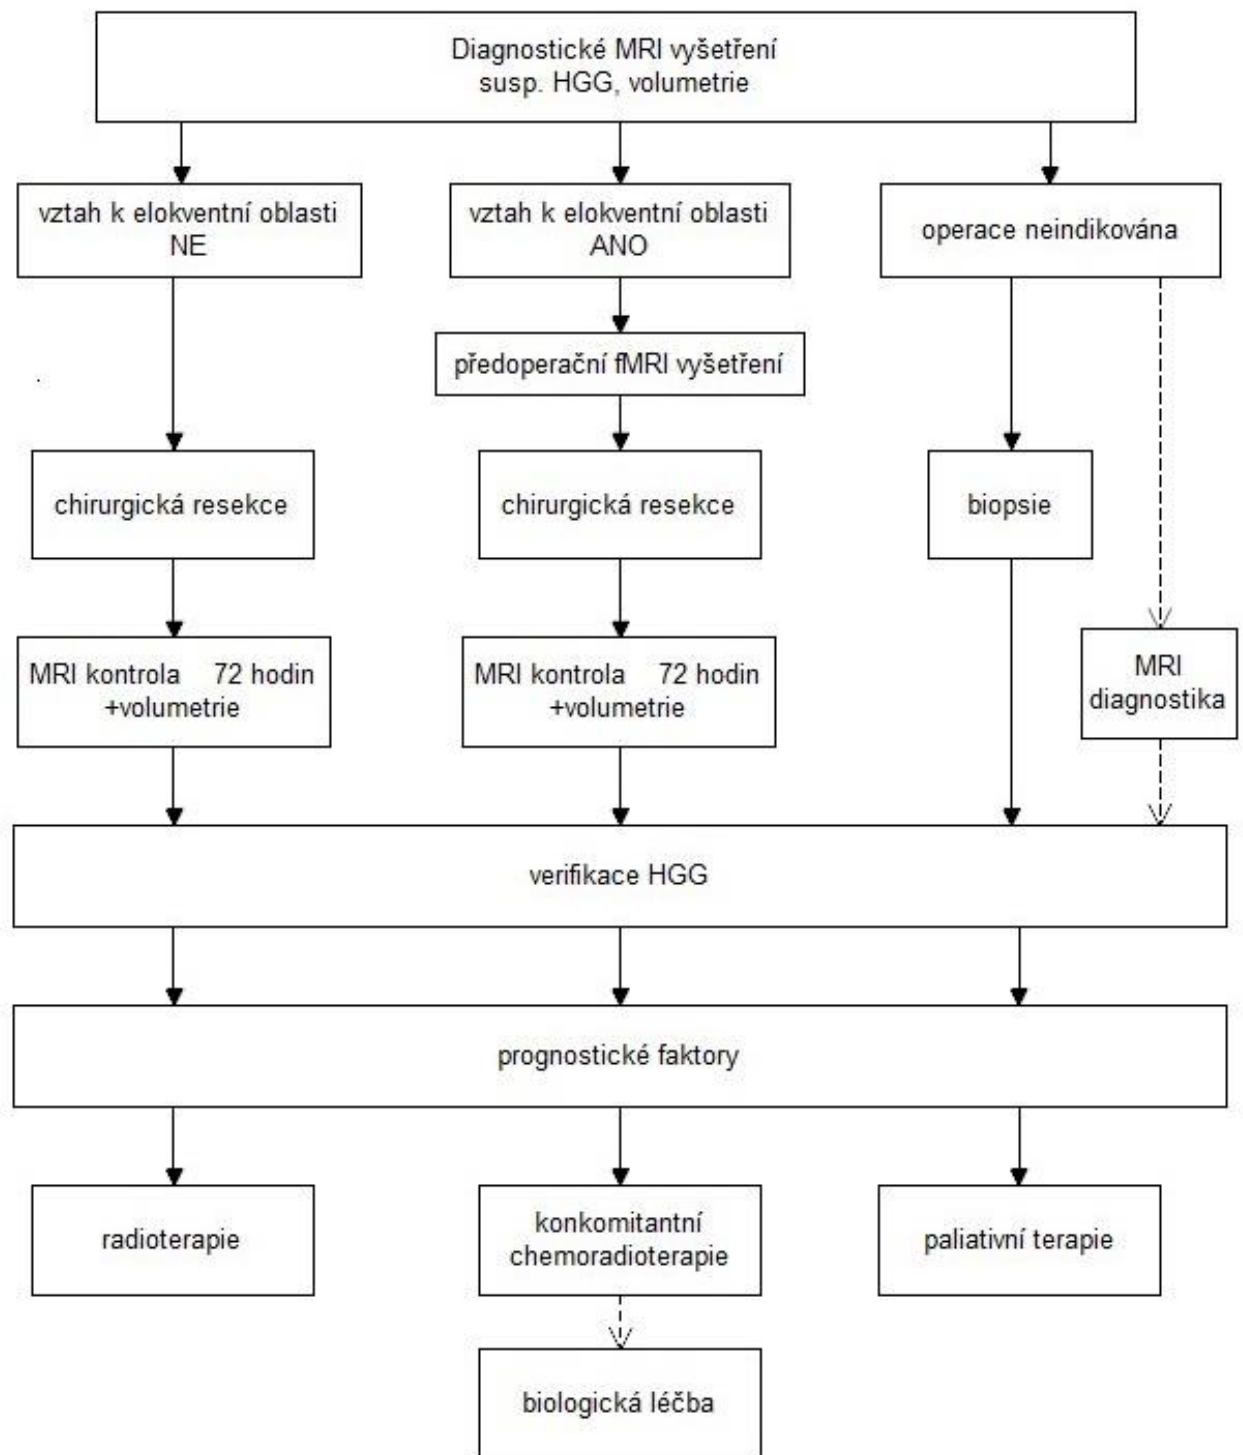 Diagnostické MRI vyšetření
susp. HGG, volumetrie
vztah k elokventní oblasti
NE
vztah k elokventní oblasti
ANO
operace neindikována
předoperační fMRI vyšetření
chirurgická resekce
chirurgická resekce
biopsie
MRI kontrola 72 hodin
+volumetrie
MRI kontrola 72 hodin
+volumetrie
MRI
diagnostika
verifikace HGG
prognostické faktory
radioterapie
konkomitantní
chemoradioterapie
paliativní terapie
biologická léčba